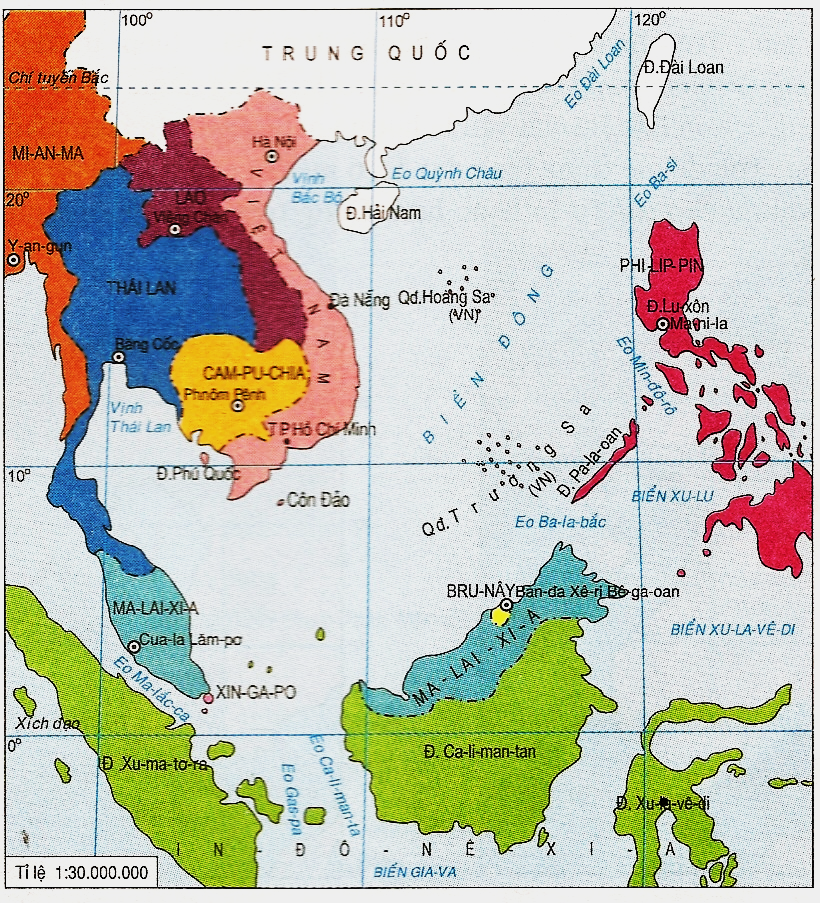 100⁰
110⁰
120⁰
TRUNG QUỐC
Đ.Đài Loan
Eo Đài Loan
Chí tuyến Bắc
Hà Nội
MI-AN-MA
Eo Quỳnh Châu
Eo Ba-si
Vịnh
Bắc Bộ
20⁰
LÀO
Viêng Chăn
Đ.Hải Nam
VIỆT NAM
Y-an-gun
PHI-LIP-PIN
THÁI LAN
Đà Nẵng
Qđ.Hoàng Sa
(VN)
Đ.Lu-xôn
Ma-ni-la
BIỂN ĐÔNG
Băng Cốc
Eo Min-đô-rô
CAM-PU-CHIA
Phnôm Pênh
Vịnh
Thái Lan
TP.Hồ Chí Minh
10⁰
Đ.Phú Quốc
Côn Đảo
Qđ.Trường Sa
(VN)
Đ. Pa-la-oan
BIỂN XU-LU
Eo Ba-la-bắc
BRU-NÂY
Ban-đa Xê-ri Bê-ga-oan
MA-LAI-XI-A
BIỂN XU-LA-VÊ-DI
Cua-la Lăm-pơ
MA-LAI-XI-A
Eo Ma-lắc-ca
XIN-GA-PO
Xích đạo
0⁰
Đ. Xu-ma-tơ-ra
Eo Gas-pa
Eo Ca-li-man-ta
Đ. Ca-li-man-tan
Đ. Xu-la-vê-di
IN-ĐÔ-NÊ-XI-A
Tỉ lệ 1:30.000.000
BIỂN GIA-VA